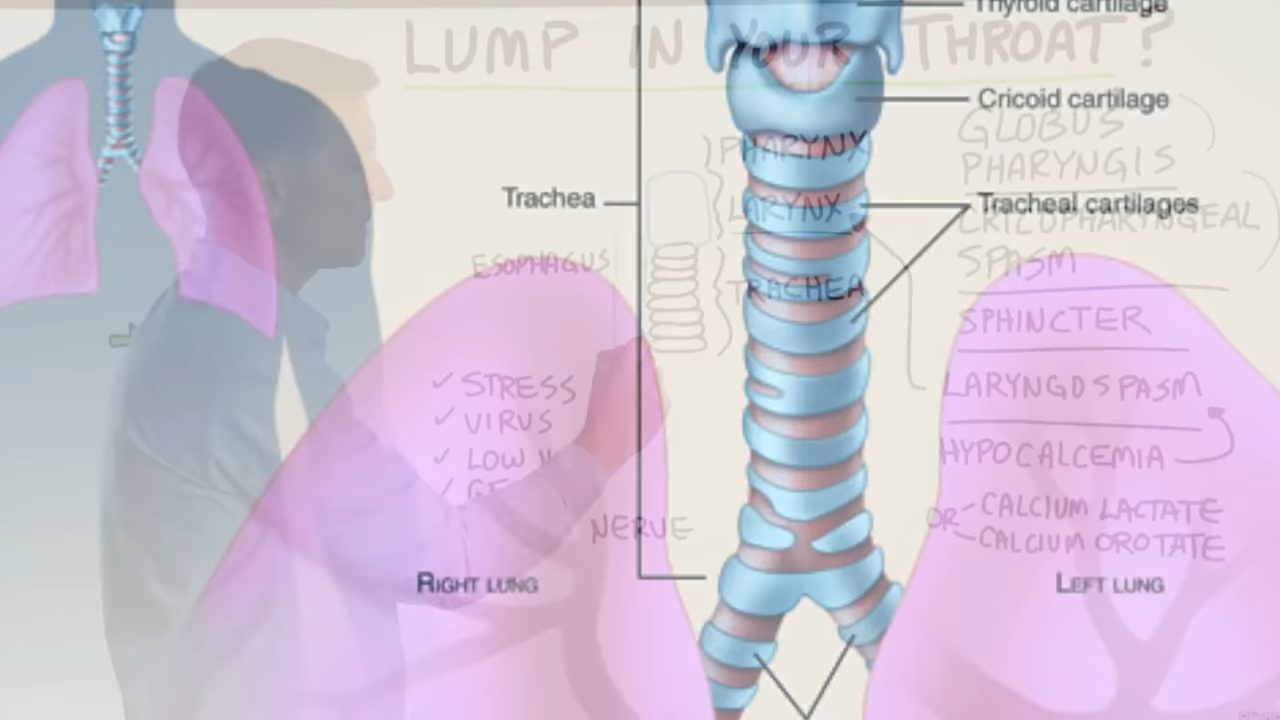 Thyroid cartilage
LUMP IN YOUR THROAT?
Cricoid cartilage
GLOBUS
PHARYNX
PHARYNGIS
Trachea
LARYNX
Tracheal cartilages
CRICOPHARYNGEAL
ESOPHAGUS
SPASM
TRACHEA
SPHINCTER
✓ STRESS
LARYNGOSPASM
✓ VIRUS
✓ LOW
HYPOCALCEMIA
✓
OR - CALCIUM LACTATE
NERVE
- CALCIUM OROTATE
RIGHT LUNG
LEFT LUNG